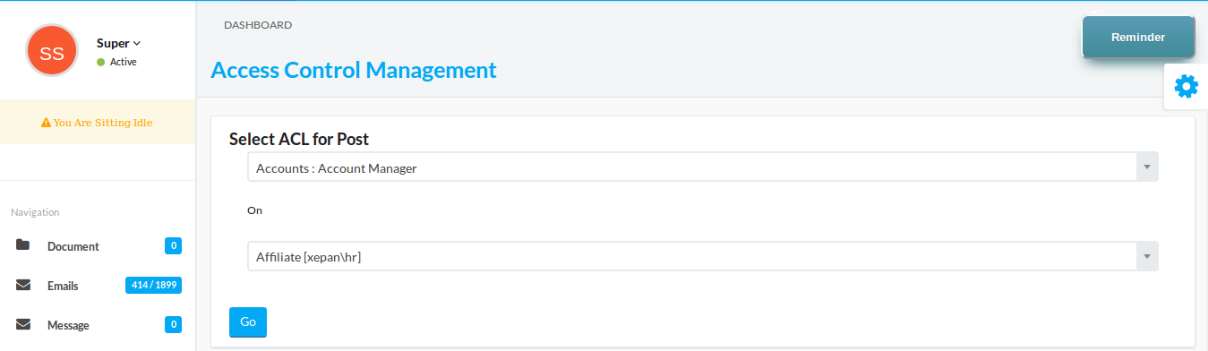 SS
Super
Active
You Are Sitting Idle
Navigation
Document 0
Emails 414 / 1899
Message 0
DASHBOARD
Reminder
Access Control Management
Select ACL for Post
Accounts : Account Manager
On
Affiliate [xepan\hr]
Go